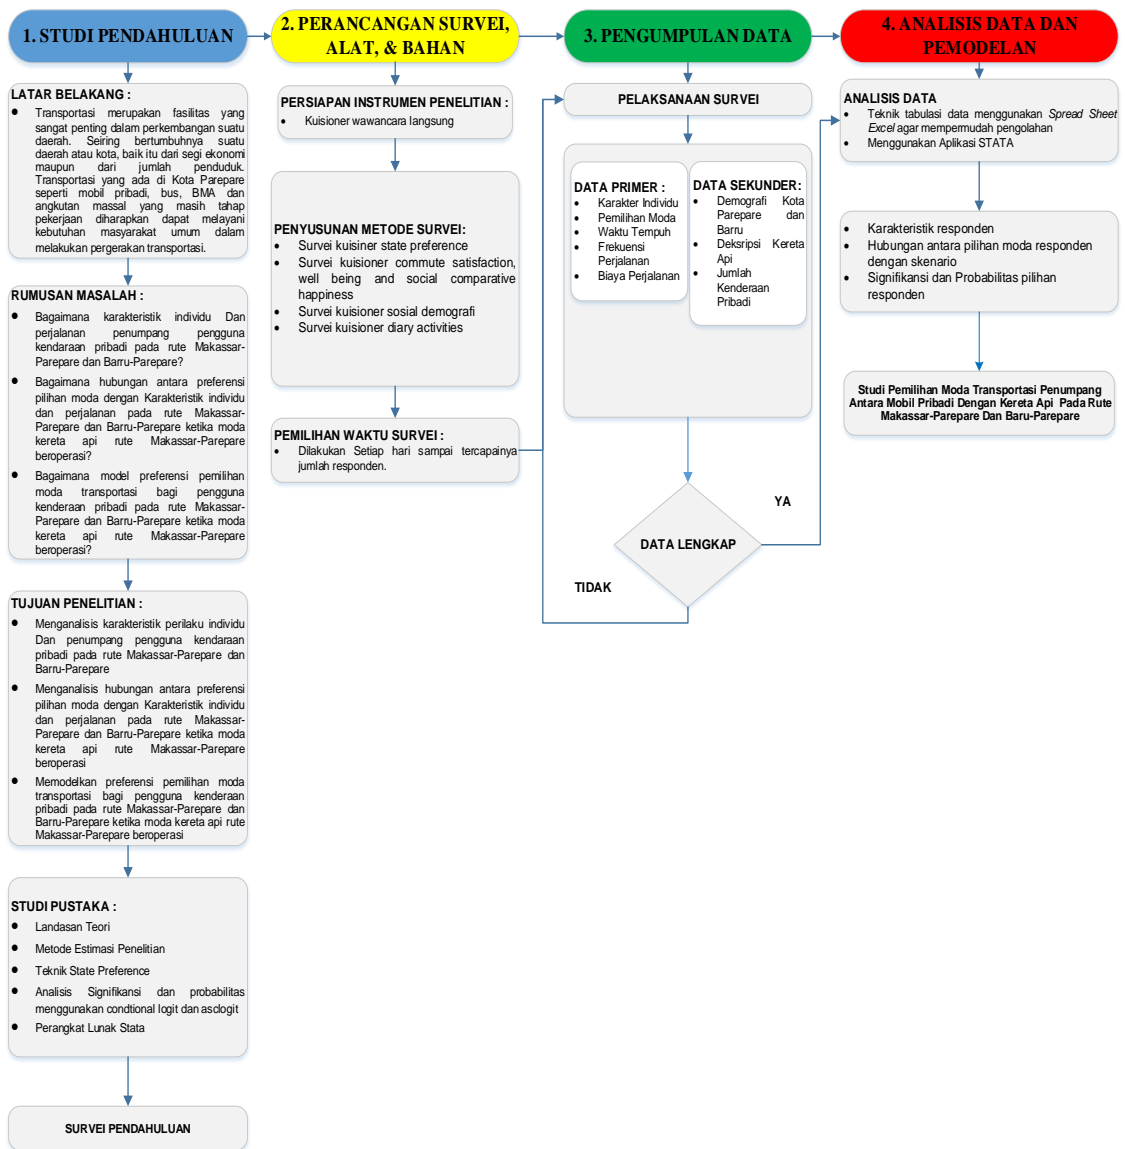 1. STUDI PENDAHULUAN
LATAR BELAKANG :
Transportasi merupakan fasilitas yang
sangat penting dalam perkembangan suatu
daerah. Seiring bertumbuhnya suatu
daerah atau kota, baik itu dari segi ekonomi
maupun dari jumlah penduduk.
Transportasi yang ada di Kota Parepare
seperti mobil pribadi, bus, BMA dan
angkutan massal yang masih tahap
pekerjaan diharapkan dapat melayani
kebutuhan masyarakat umum dalam
melakukan pergerakan transportasi.
RUMUSAN MASALAH :
Bagaimana karakteristik individu Dan
perjalanan penumpang pengguna
kendaraan pribadi pada rute Makassar-
Parepare dan Barru-Parepare?
Bagaimana hubungan antara preferensi
pilihan moda dengan Karakteristik individu
dan perjalanan pada rute Makassar-
Parepare dan Barru-Parepare ketika moda
kereta api rute Makassar-Parepare
beroperasi?
Bagaimana model preferensi pemilihan
moda transportasi bagi pengguna
kenderaan pribadi pada rute Makassar-
Parepare dan Barru-Parepare ketika moda
kereta api rute Makassar-Parepare
beroperasi?
TUJUAN PENELITIAN :
Menganalisis karakteristik perilaku individu
Dan penumpang pengguna kendaraan
pribadi pada rute Makassar-Parepare dan
Barru-Parepare
Menganalisis hubungan antara preferensi
pilihan moda dengan Karakteristik individu
dan perjalanan pada rute Makassar-
Parepare dan Barru-Parepare ketika moda
kereta api rute Makassar-Parepare
beroperasi
Memodelkan preferensi pemilihan moda
transportasi bagi pengguna kenderaan
pribadi pada rute Makassar-Parepare dan
Barru-Parepare ketika moda kereta api rute
Makassar-Parepare beroperasi
STUDI PUSTAKA :
Landasan Teori
Metode Estimasi Penelitian
Teknik State Preference
Analisis Signifikansi dan probabilitas
menggunakan condtional logit dan asclogit
Perangkat Lunak Stata
SURVEI PENDAHULUAN
2. PERANCANGAN SURVEI,
ALAT, & BAHAN
PERSIAPAN INSTRUMEN PENELITIAN :
Kuisioner wawancara langsung
PENYUSUNAN METODE SURVEI:
Survei kuisiner state preference
Survei kuisioner commute satisfaction,
well being and social comparative
happiness
Survei kuisioner sosial demografi
Survei kuisioner diary activities
PEMILIHAN WAKTU SURVEI :
Dilakukan Setiap hari sampai tercapainya
jumlah responden.
3. PENGUMPULAN DATA
PELAKSANAAN SURVEI
DATA PRIMER :
Karakter Individu
Pemilihan Moda
Waktu Tempuh
Frekuensi
Perjalanan
Biaya Perjalanan
DATA SEKUNDER:
Demografi Kota
Parepare dan
Barru
Deksripsi Kereta
Api
Jumlah
Kenderaan
Pribadi
DATA LENGKAP
YA
TIDAK
4. ANALISIS DATA DAN
PEMODELAN
ANALISIS DATA
Teknik tabulasi data menggunakan Spread Sheet
Excel agar mempermudah pengolahan
Menggunakan Aplikasi STATA
Karakteristik responden
Hubungan antara pilihan moda responden
dengan skenario
Signifikansi dan Probabilitas pilihan
responden
Studi Pemilihan Moda Transportasi Penumpang
Antara Mobil Pribadi Dengan Kereta Api Pada Rute
Makassar-Parepare Dan Baru-Parepare